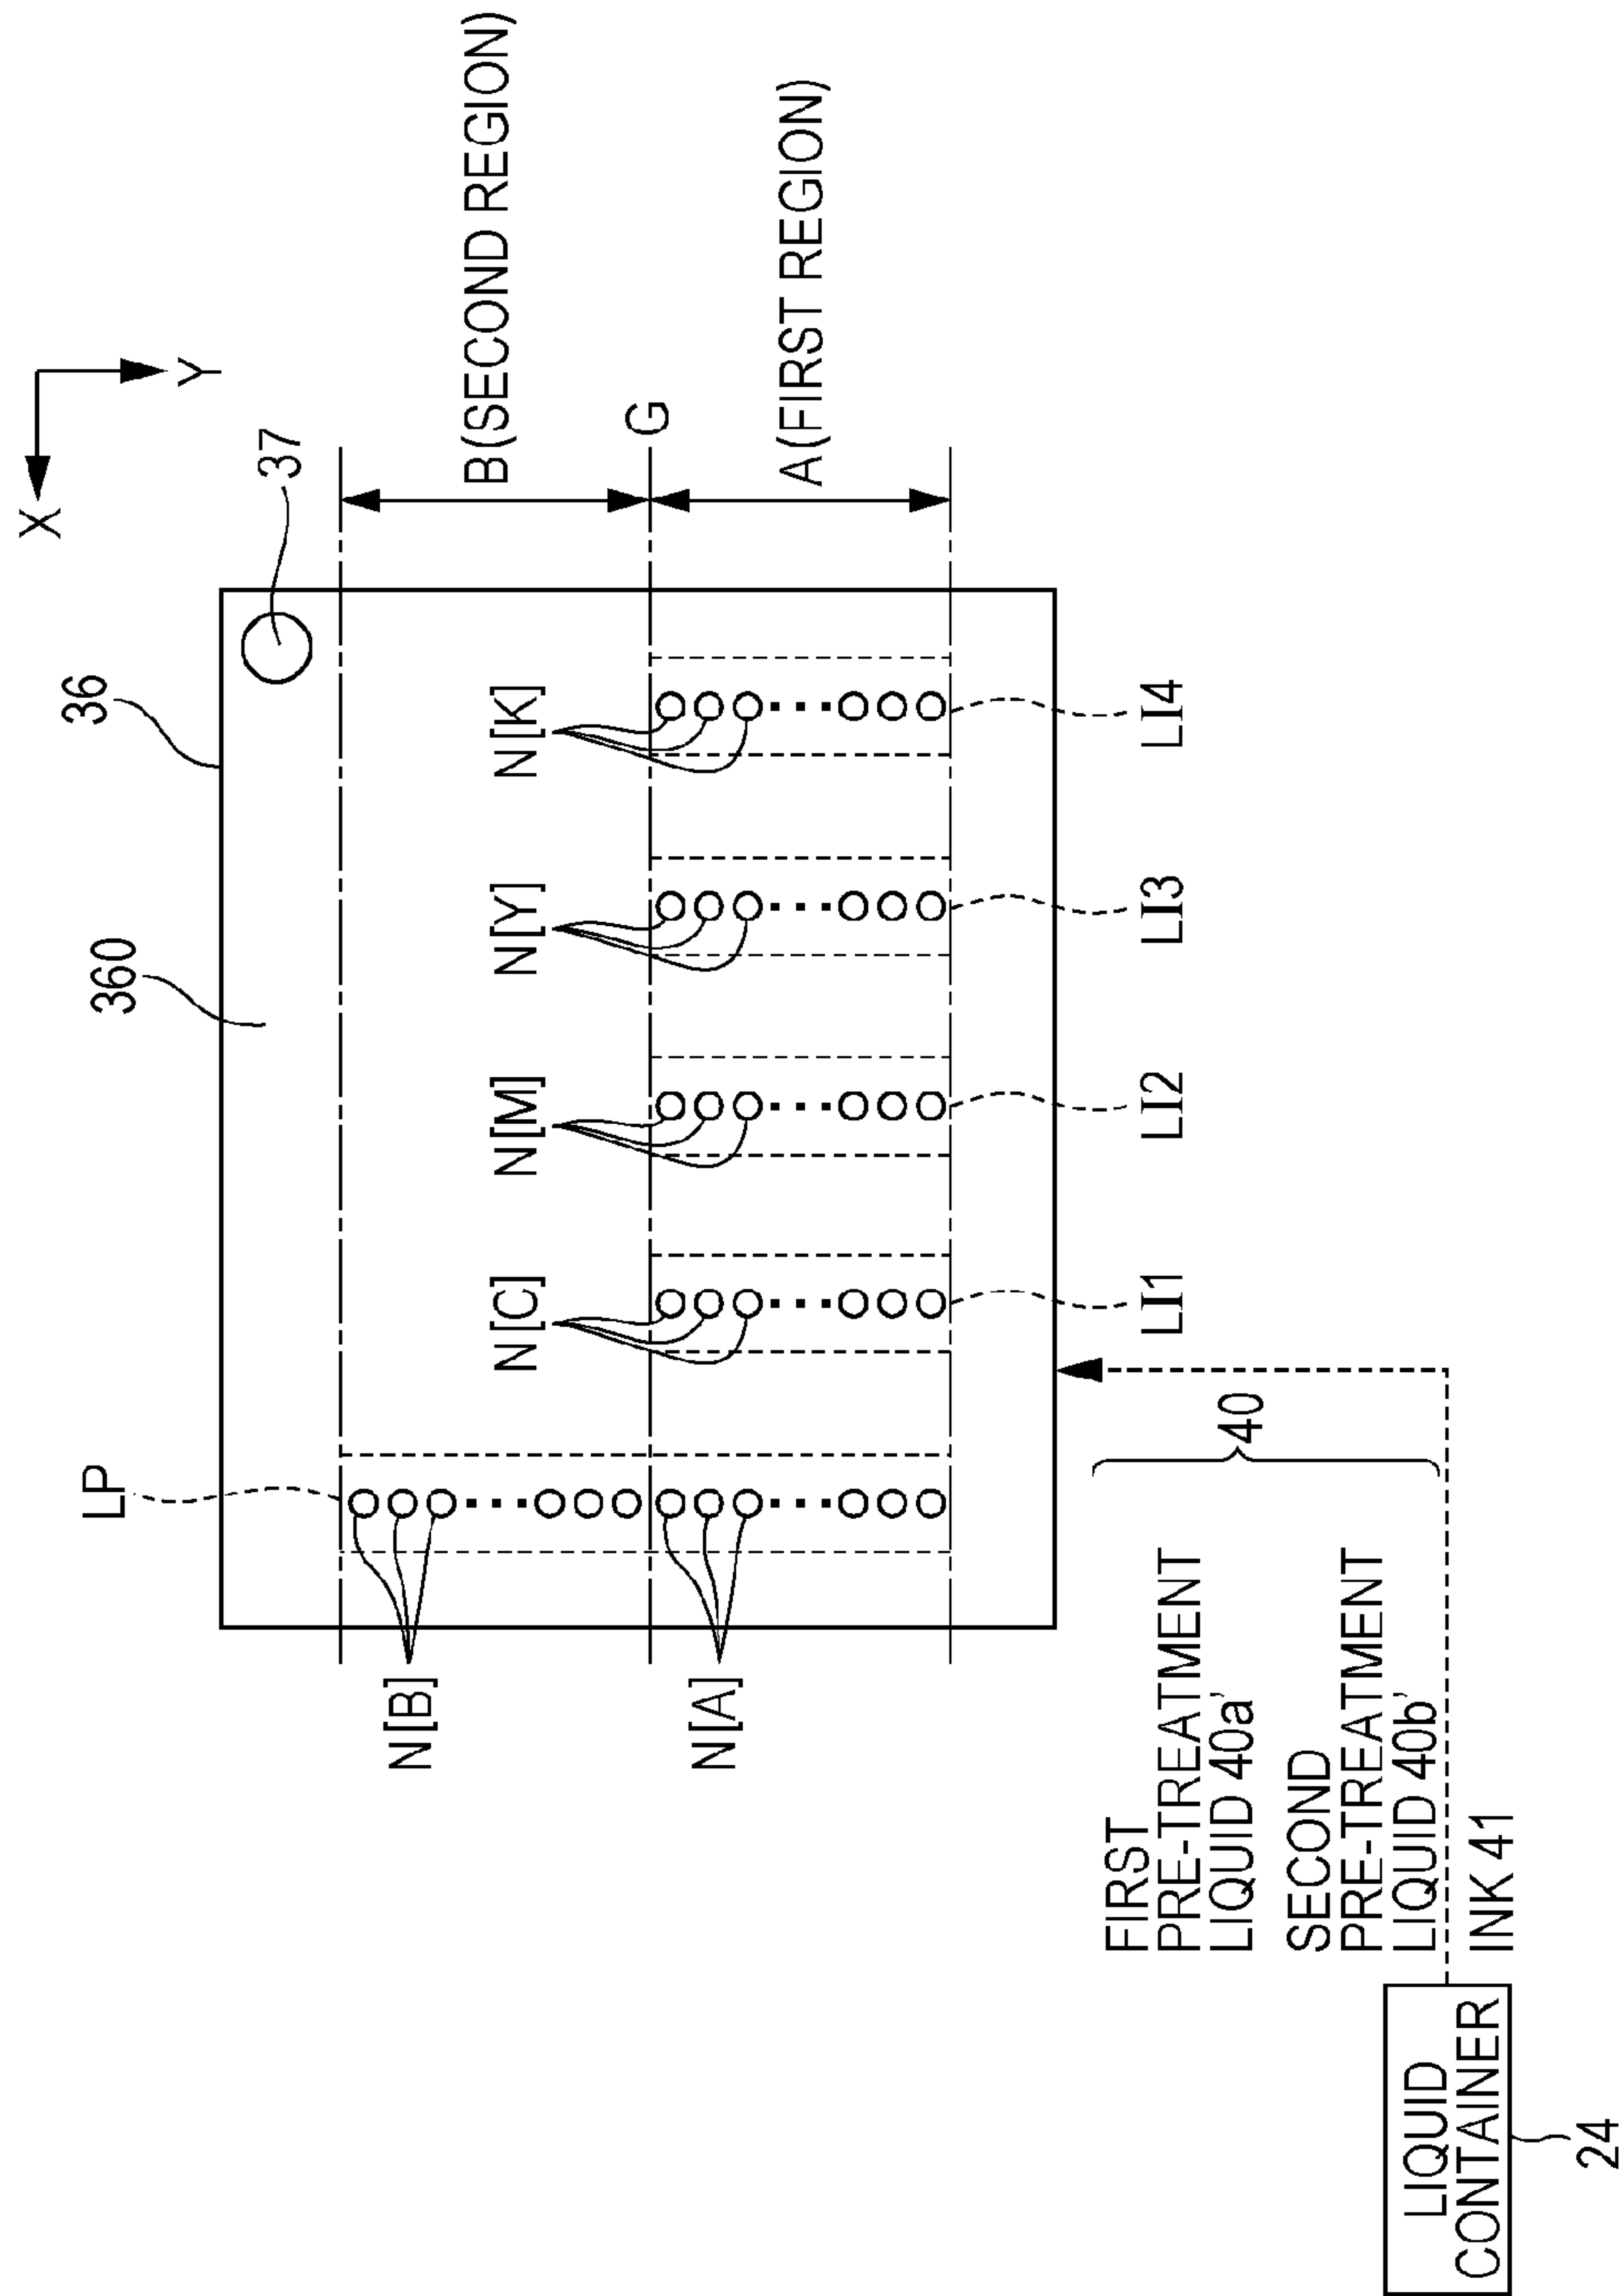 X
Y
37
36
360
LP
B(SECOND REGION)
G
A(FIRST REGION)
N[K]
N[Y]
N[M]
N[C]
N[B]
N[A]
LI4
LI3
LI2
LI1
40
FIRST
PRE-TREATMENT
LIQUID 40a'
SECOND
PRE-TREATMENT
LIQUID 40b'
INK 41
LIQUID
CONTAINER
24